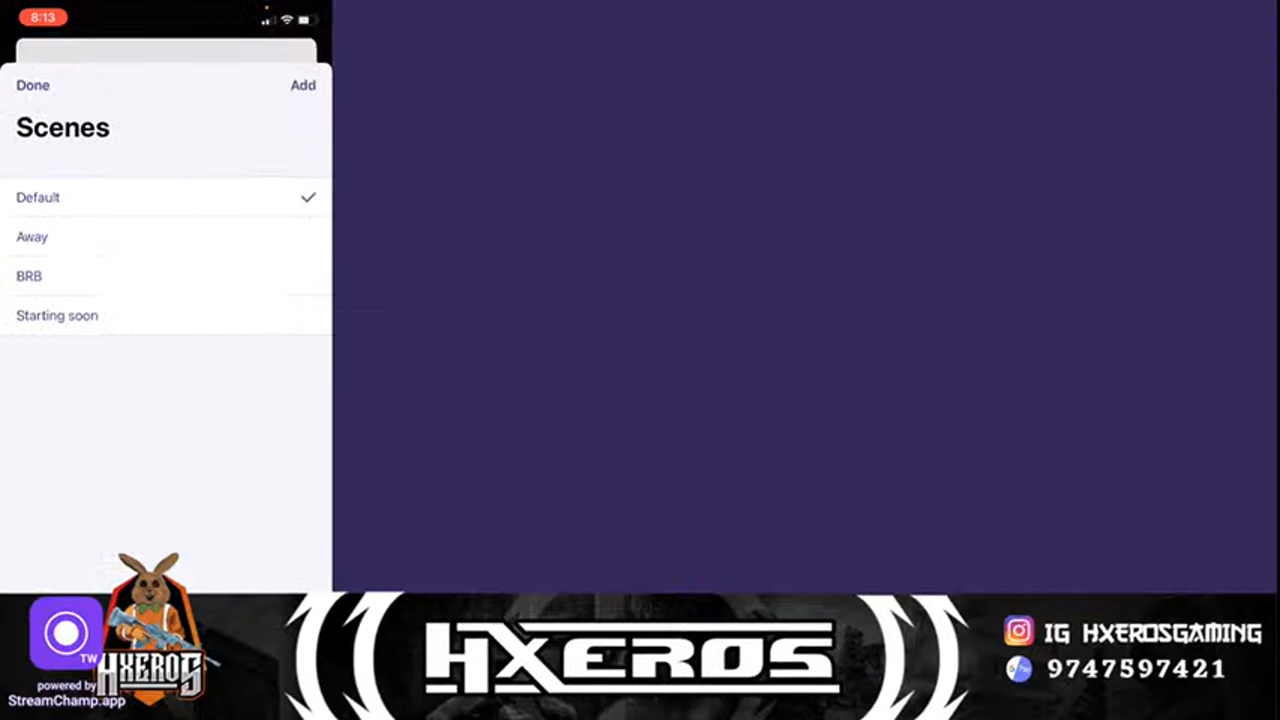 8:13
Done
Add
Scenes
Default
Away
BRB
Starting soon
TW
powered by
StreamChamp.app
HXEROS
HXEROS
IG HXEROSGAMING
9747597421